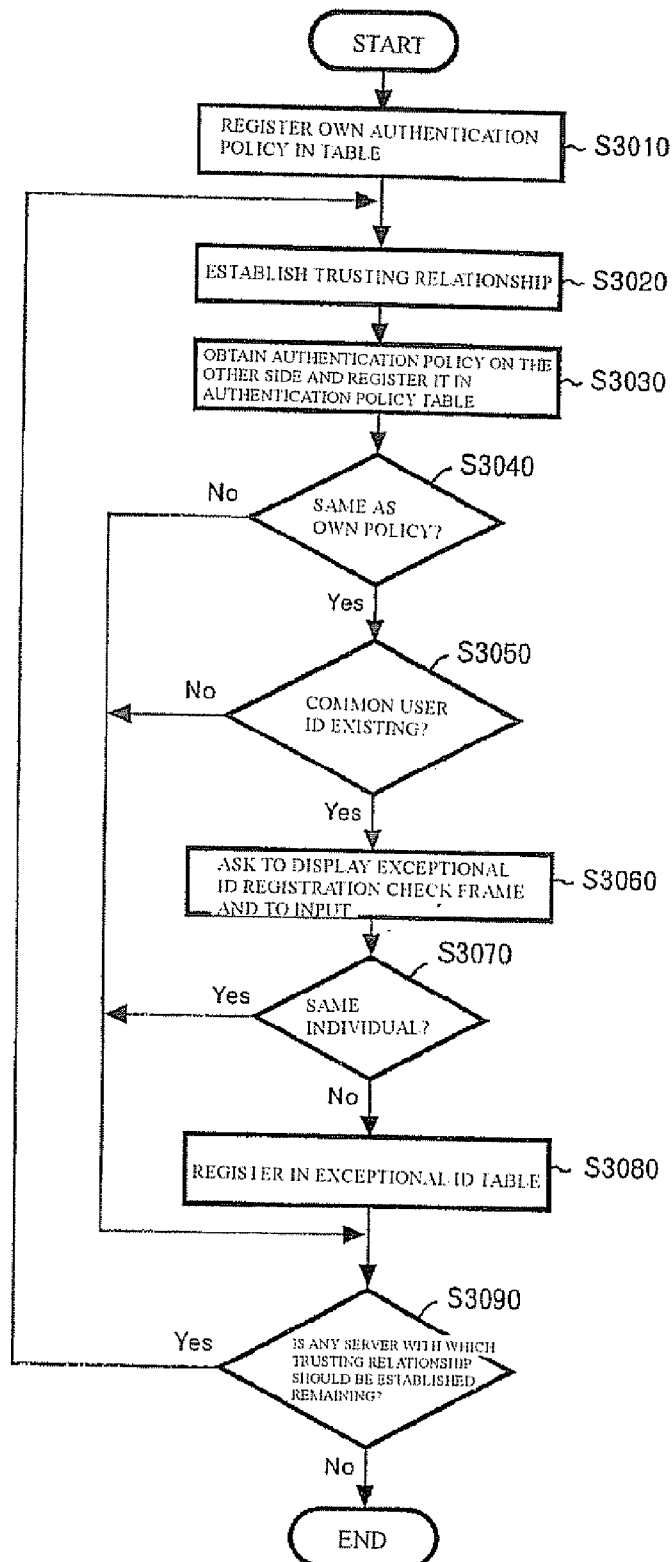 START
REGISTER OWN AUTHENTICATION
POLICY IN TABLE
S3010
ESTABLISH TRUSTING RELATIONSHIP
S3020
OBTAIN AUTHENTICATION POLICY ON THE
OTHER SIDE AND REGISTER IT IN
AUTHENTICATION POLICY TABLE
S3030
S3040
No
SAME AS
OWN POLICY?
Yes
S3050
No
COMMON USER
ID EXISTING?
Yes
ASK TO DISPLAY EXCEPTIONAL
ID REGISTRATION CHECK FRAME
AND TO INPUT
S3060
S3070
Yes
SAME
INDIVIDUAL?
No
REGISTER IN EXCEPTIONAL ID TABLE
S3080
S3090
Yes
IS ANY SERVER WITH WHICH
TRUSTING RELATIONSHIP
SHOULD BE ESTABLISHED
REMAINING?
No
END